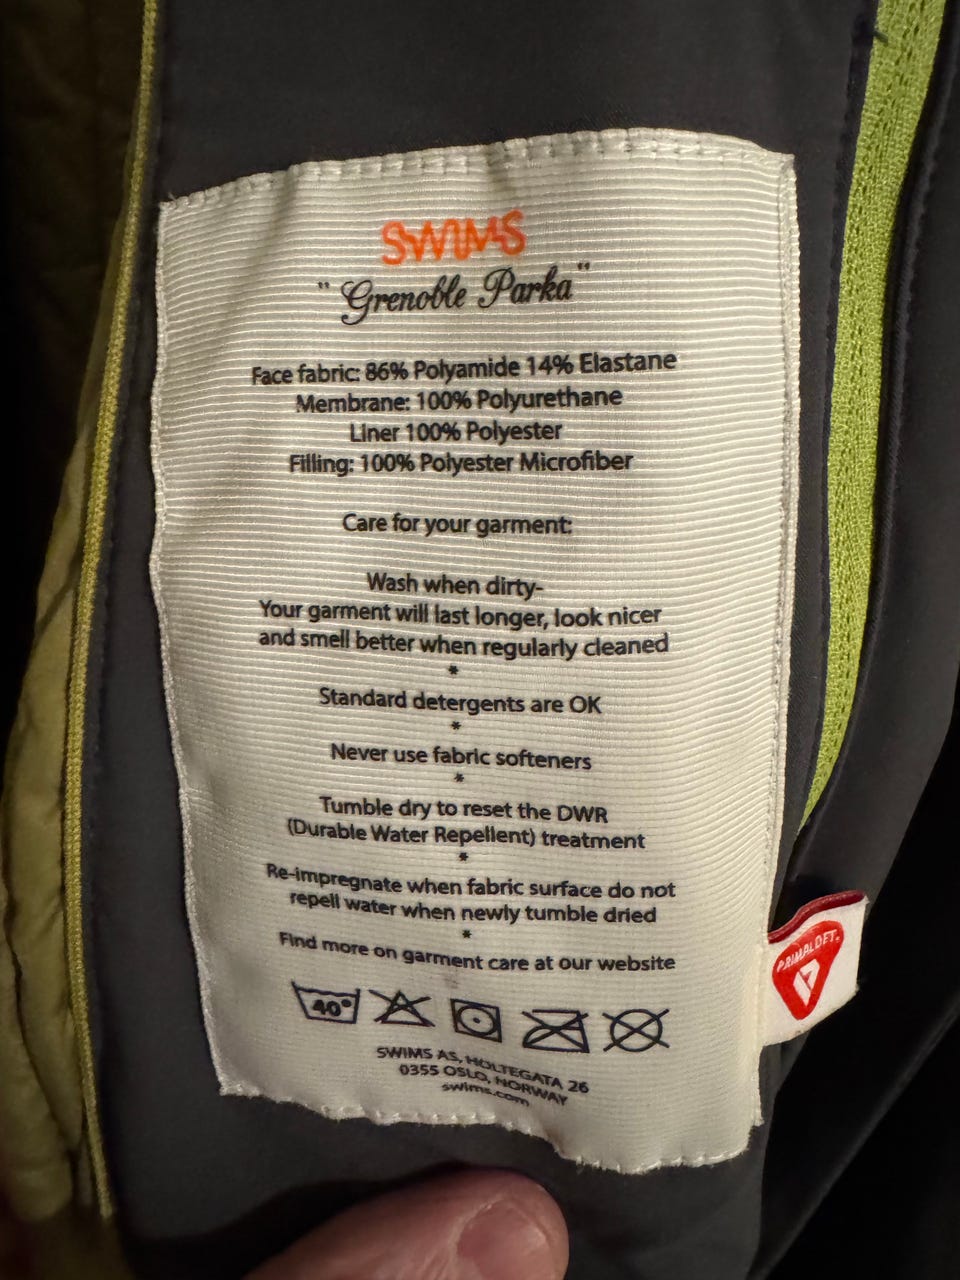 SWIMS
"Grenoble Parka"
Face fabric: 86% Polyamide 14% Elastane
Membrane: 100% Polyurethane
Liner 100% Polyester
Filling: 100% Polyester Microfiber
Care for your garment:
Wash when dirty-
Your garment will last longer, look nicer
and smell better when regularly cleaned
*
Standard detergents are OK
*
Never use fabric softeners
*
Tumble dry to reset the DWR
(Durable Water Repellent) treatment
*
Re-impregnate when fabric surface do not
repell water when newly tumble dried
*
Find more on garment care at our website
40°
SWIMS AS, HOLTEGATA 26
0355 OSLO, NORWAY
swims.com
PRIMALOFT